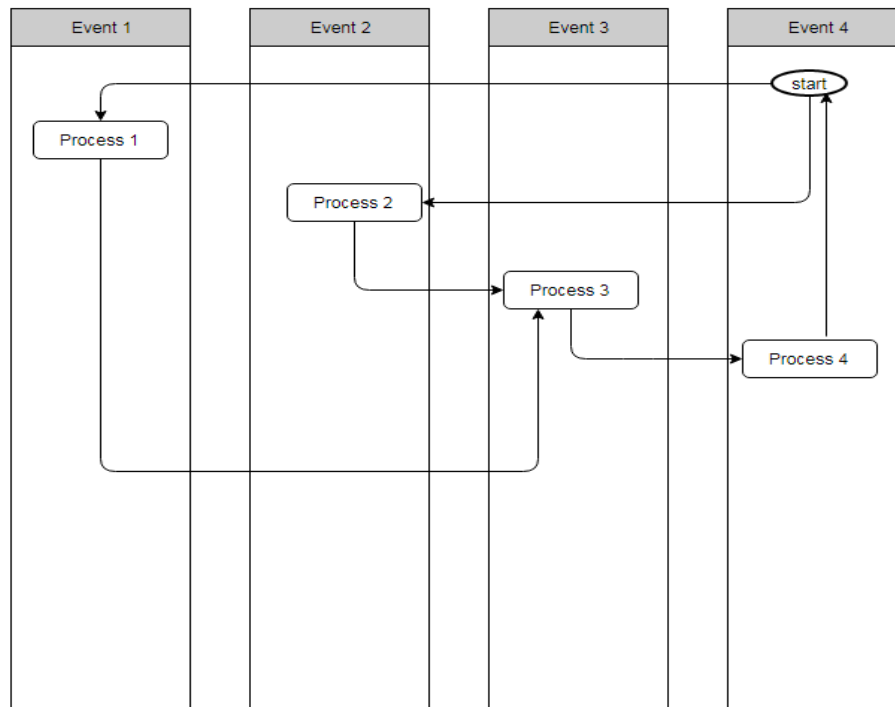 Event 1
Event 2
Event 3
Event 4
start
Process 1
Process 2
Process 3
Process 4